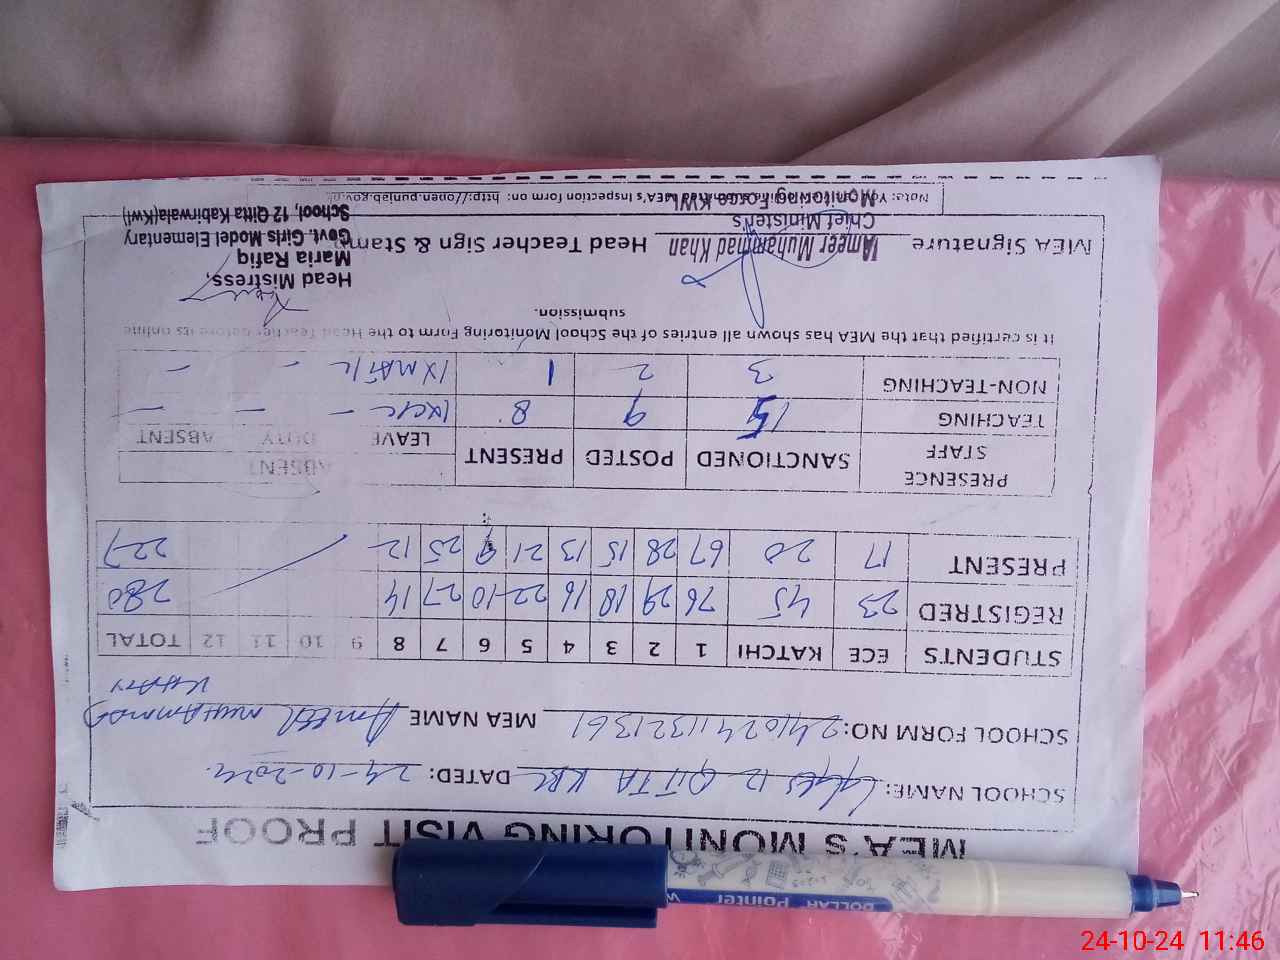 MEA's MONITORING VISIT PROOF
SCHOOL NAME: 12 QITTA KBL DATED: 24-10-2024
SCHOOL FORM NO: 24102411321361 MEA NAME Ameer Muhammad
Khan
STUDENTS ECE KATCHI 1 2 3 4 5 6 7 8 9 10 11 12 TOTAL
REGISTRED 23 45 76 29 18 16 22 10 27 14 280
PRESENT 17 20 67 28 15 13 21 9 25 12 227
PRESENCE STAFF SANCTIONED POSTED PRESENT ABSENT
LEAVE DUTY ABSENT
TEACHING 15 9 8 - - -
NON-TEACHING 3 2 1 - -
It is certified that the MEA has shown all entries of the School Monitoring Form to the Head Teacher before its online
submission.
MEA Signature Ameer Muhammad Khan Head Teacher Sign & Stamp
Chief Minister's
Monitoring Force KWL
Head Mistress,
Maria Rafiq
Govt. Girls Model Elementary
School, 12 Qitta Kabirwala(Kwl)
Note: MEA's Inspection form on: http://open.punjab.gov.pk
DOLLAR Pointer
24-10-24 11:46